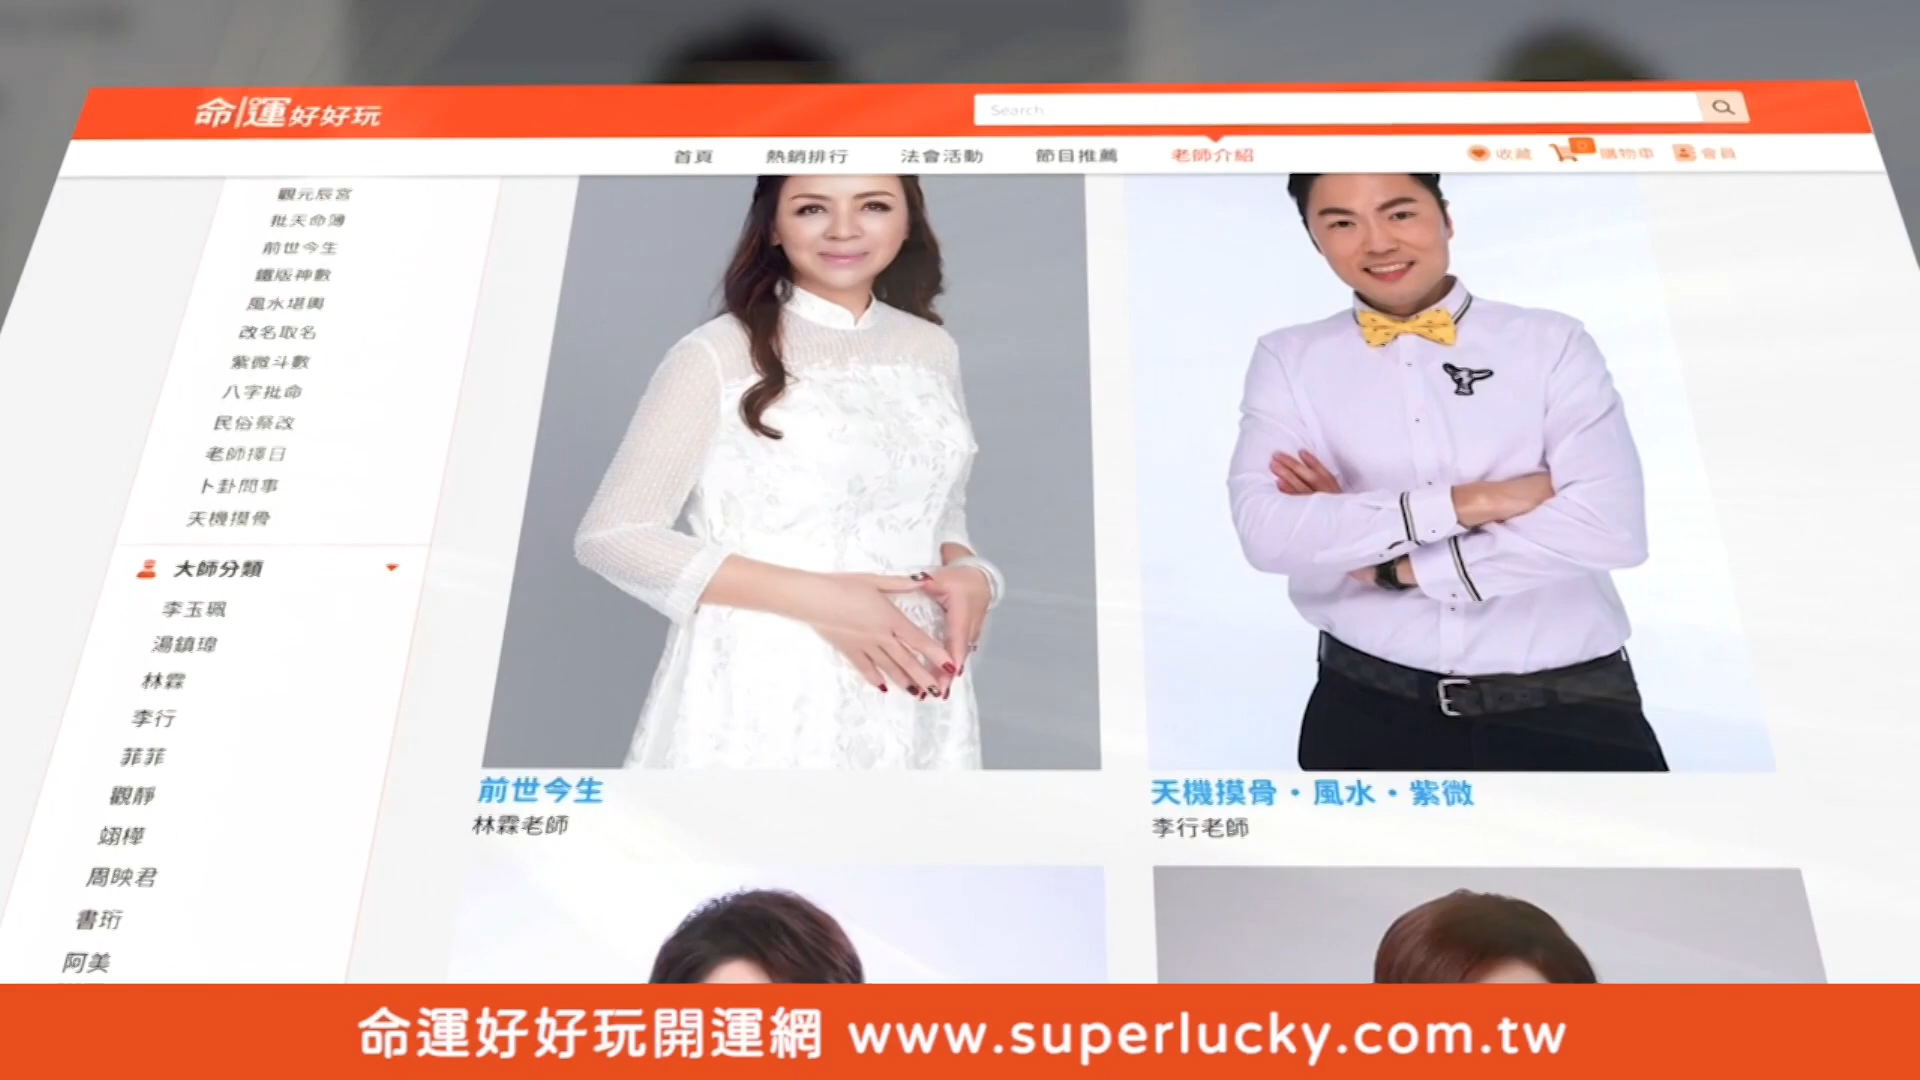 命運好好玩
Search
首頁 熱銷排行 法會活動 節目推薦 老師介紹 收藏 0 購物車 會員
觀元辰宮
批天命簿
前世今生
鐵版神數
風水堪輿
改名取名
紫微斗數
八字批命
民俗祭改
老師擇日
卜卦問事
天機摸骨
大師分類
李玉珮
湯鎮瑋
林霖
李行
菲菲
觀靜
翊樺
周映君
書珩
阿美
前世今生
林霖老師
天機摸骨・風水・紫微
李行老師
命運好好玩開運網 www.superlucky.com.tw